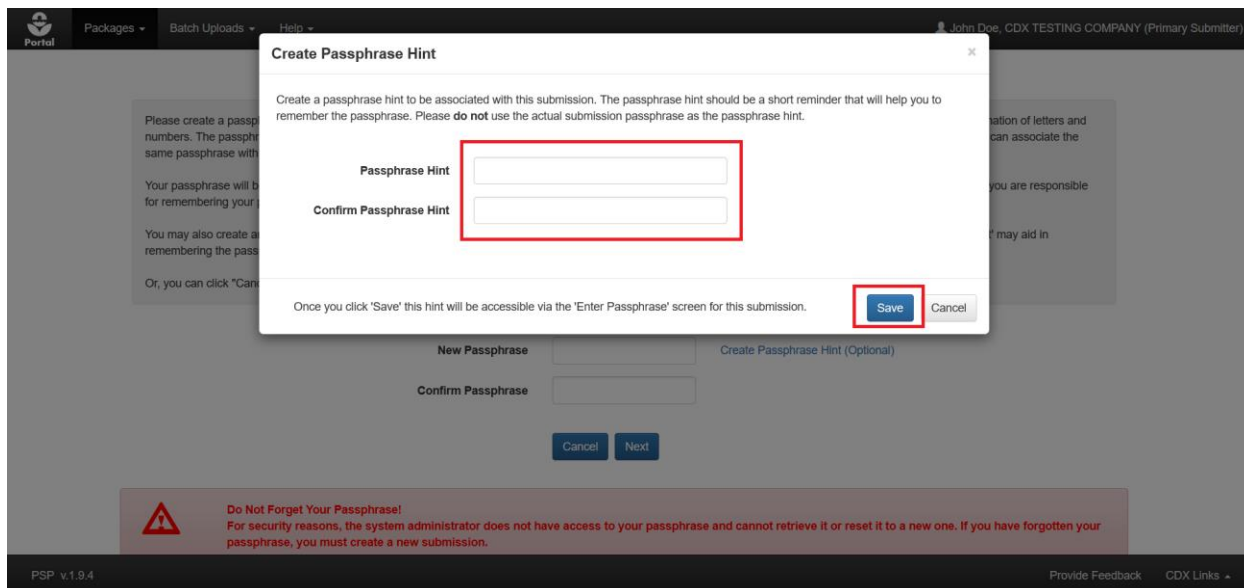 Portal
Packages
Batch Uploads
Help
John Doe, CDX TESTING COMPANY (Primary Submitter)
Create Passphrase Hint
×
Create a passphrase hint to be associated with this submission. The passphrase hint should be a short reminder that will help you to
remember the passphrase. Please do not use the actual submission passphrase as the passphrase hint.
Passphrase Hint
Confirm Passphrase Hint
Once you click 'Save' this hint will be accessible via the 'Enter Passphrase' screen for this submission.
Save
Cancel
Please create a passp
nation of letters and
numbers. The passphr
can associate the
same passphrase with
Your passphrase will b
you are responsible
for remembering your
You may also create a
may aid in
remembering the pass
Or, you can click "Canc
New Passphrase
Create Passphrase Hint (Optional)
Confirm Passphrase
Cancel
Next
Do Not Forget Your Passphrase!
For security reasons, the system administrator does not have access to your passphrase and cannot retrieve it or reset it to a new one. If you have forgotten your
passphrase, you must create a new submission.
PSP v.1.9.4
Provide Feedback
CDX Links